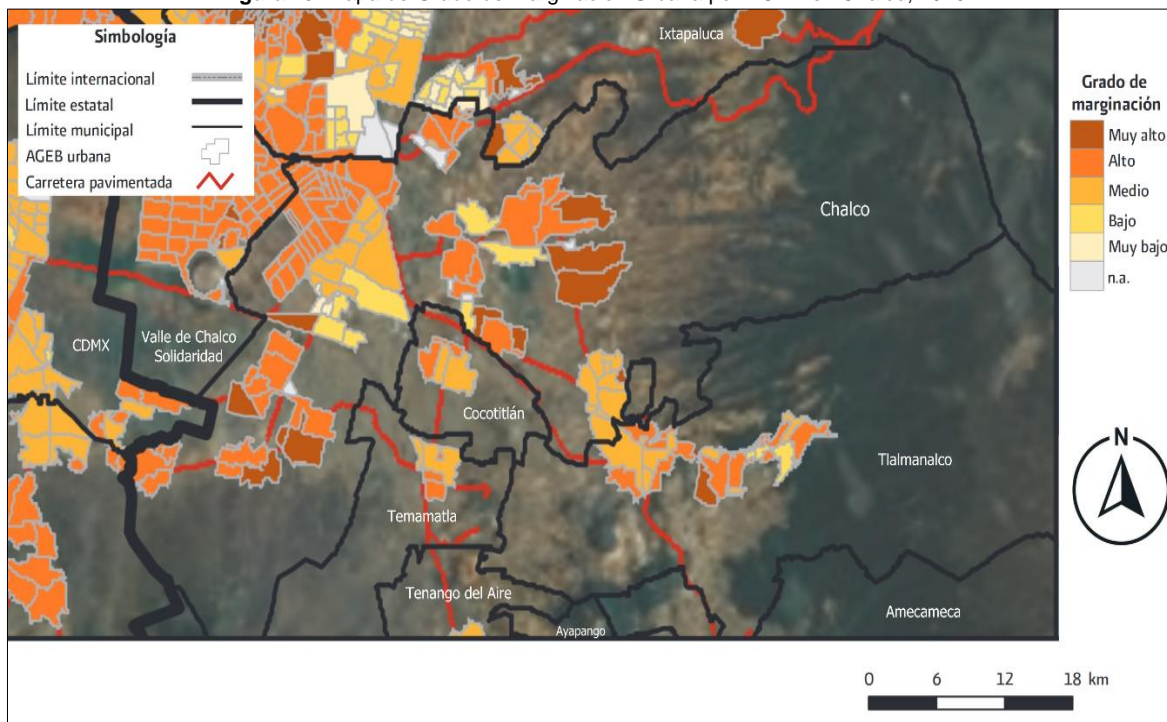 Simbología
Límite internacional
Límite estatal
Límite municipal
AGEB urbana
Carretera pavimentada
Ixtapaluca
Chalco
CDMX
Valle de Chalco
Solidaridad
Cocotitlán
Tlalmanalco
Temamatla
Tenango del Aire
Ayapango
Amecameca
Grado de
marginación
Muy alto
Alto
Medio
Bajo
Muy bajo
n.a.
N
0 6 12 18 km